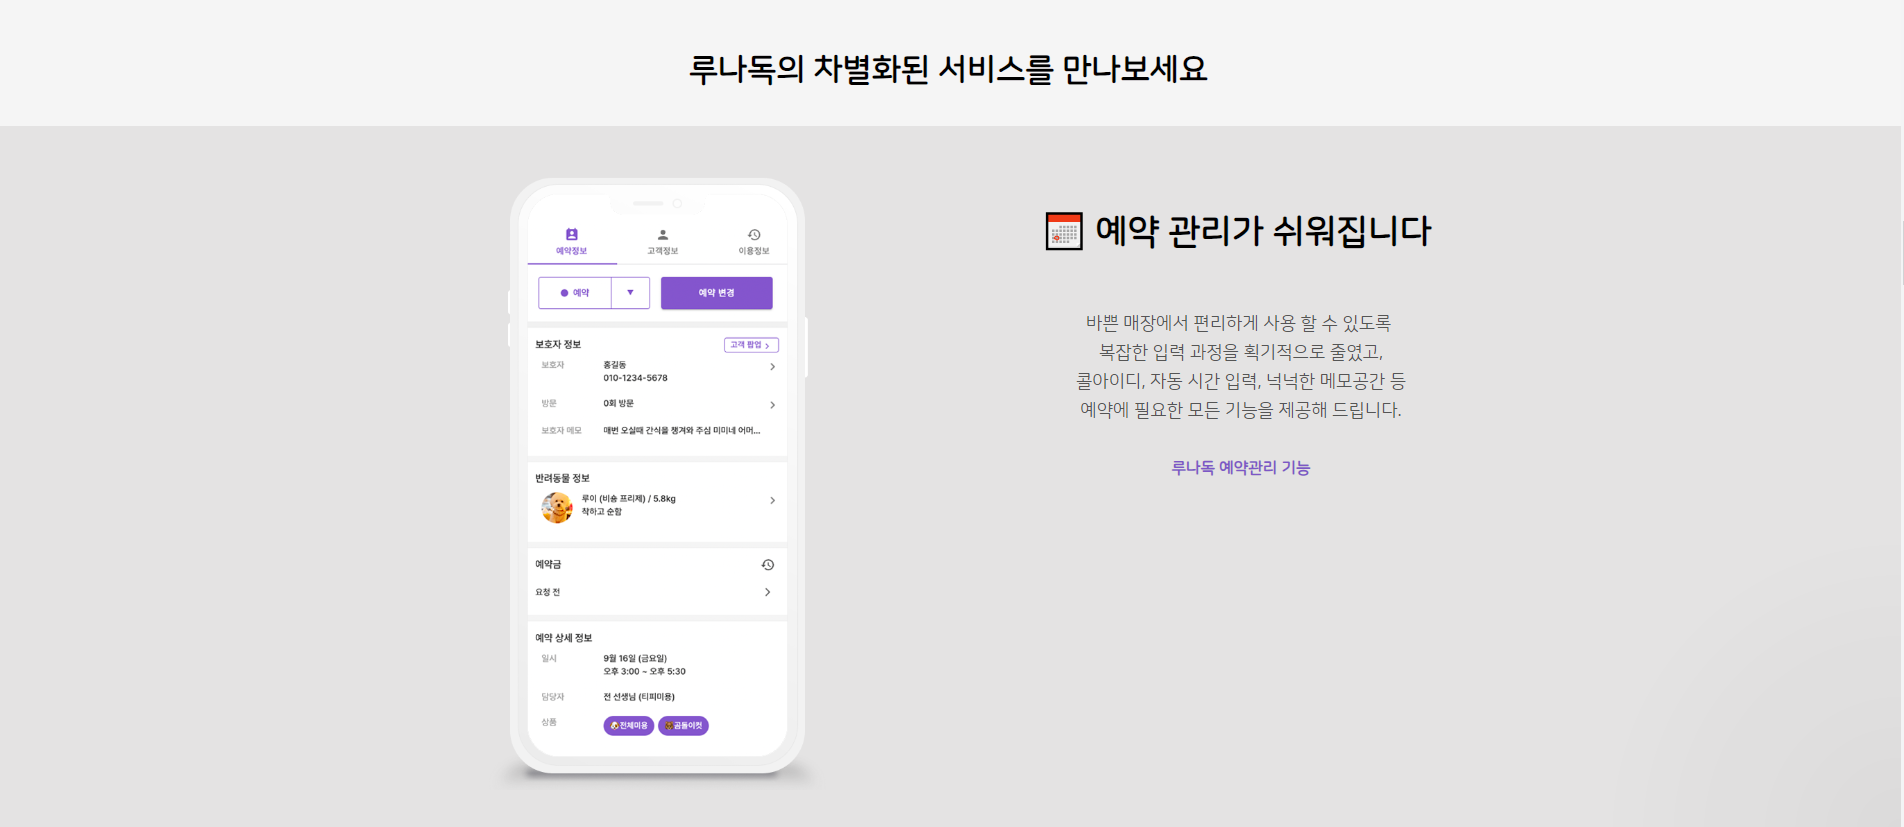 루나독의 차별화된 서비스를 만나보세요
예약정보
고객정보
이용정보
예약
예약 변경
보호자 정보
고객 팝업
보호자
홍길동
010-1234-5678
방문
0회 방문
보호자 메모
매번 오실때 간식을 챙겨와 주심 미미네 어머...
반려동물 정보
루이 (비숑 프리제) / 5.8kg
착하고 순함
예약금
요청 전
예약 상세 정보
일시
9월 16일 (금요일)
오후 3:00 ~ 오후 5:30
담당자
전 선생님 (티피미용)
상품
전체미용
곰돌이컷
예약 관리가 쉬워집니다
바쁜 매장에서 편리하게 사용 할 수 있도록
복잡한 입력 과정을 획기적으로 줄였고,
콜아이디, 자동 시간 입력, 넉넉한 메모공간 등
예약에 필요한 모든 기능을 제공해 드립니다.
루나독 예약관리 기능